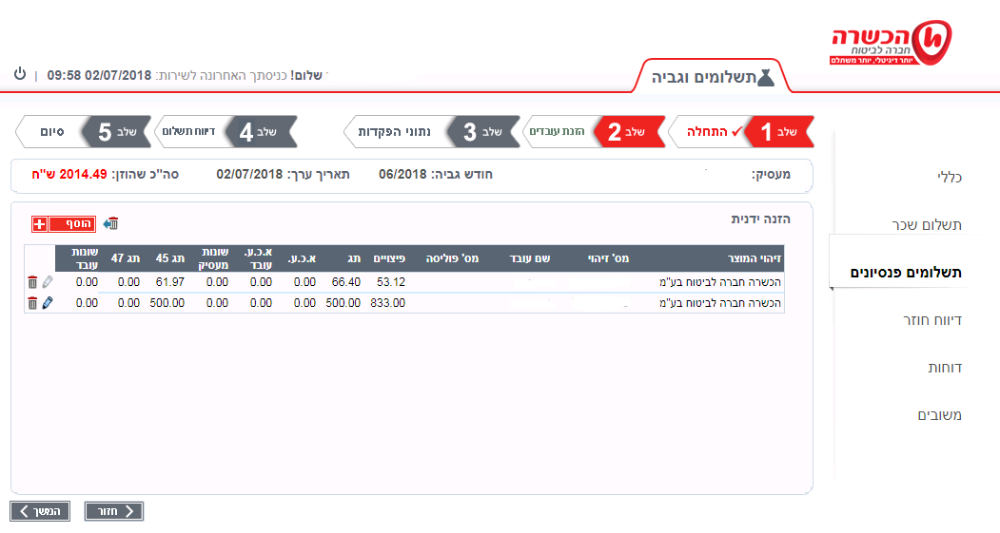 הכשרה
חברה לביטוח
יותר דיגיטלי, יותר משתלם
תשלומים וגביה
שלום! כניסתך האחרונה לשירות: 02/07/2018 09:58 |
שלב 1 התחלה
שלב 2 הזנת עובדים
שלב 3 נתוני הפקדות
שלב 4 דיווח תשלום
שלב 5 סיום
מעסיק: חודש גביה: 06/2018 תאריך ערך: 02/07/2018 סה"כ שהוזן: 2014.49 ש"ח
הזנה ידנית
הוסף
זיהוי המוצר מס' זיהוי שם עובד מס' פוליסה פיצויים תג א.כ.ע. תג 45 תג 47 שונות מעסיק א.כ.ע. עובד שונות עובד
הכשרה חברה לביטוח בע"מ 53.12 66.40 0.00 0.00 0.00 61.97 0.00 0.00
הכשרה חברה לביטוח בע"מ 833.00 500.00 0.00 0.00 0.00 500.00 0.00 0.00
חזור
המשך
כללי
תשלום שכר
תשלומים פנסיונים
דיווח חוזר
דוחות
משובים